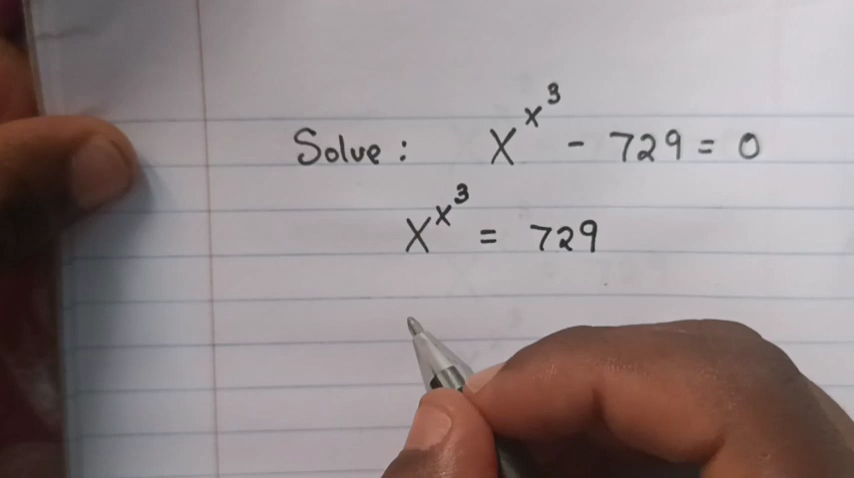 Solve : x^{x^3} - 729 = 0
x^{x^3} = 729